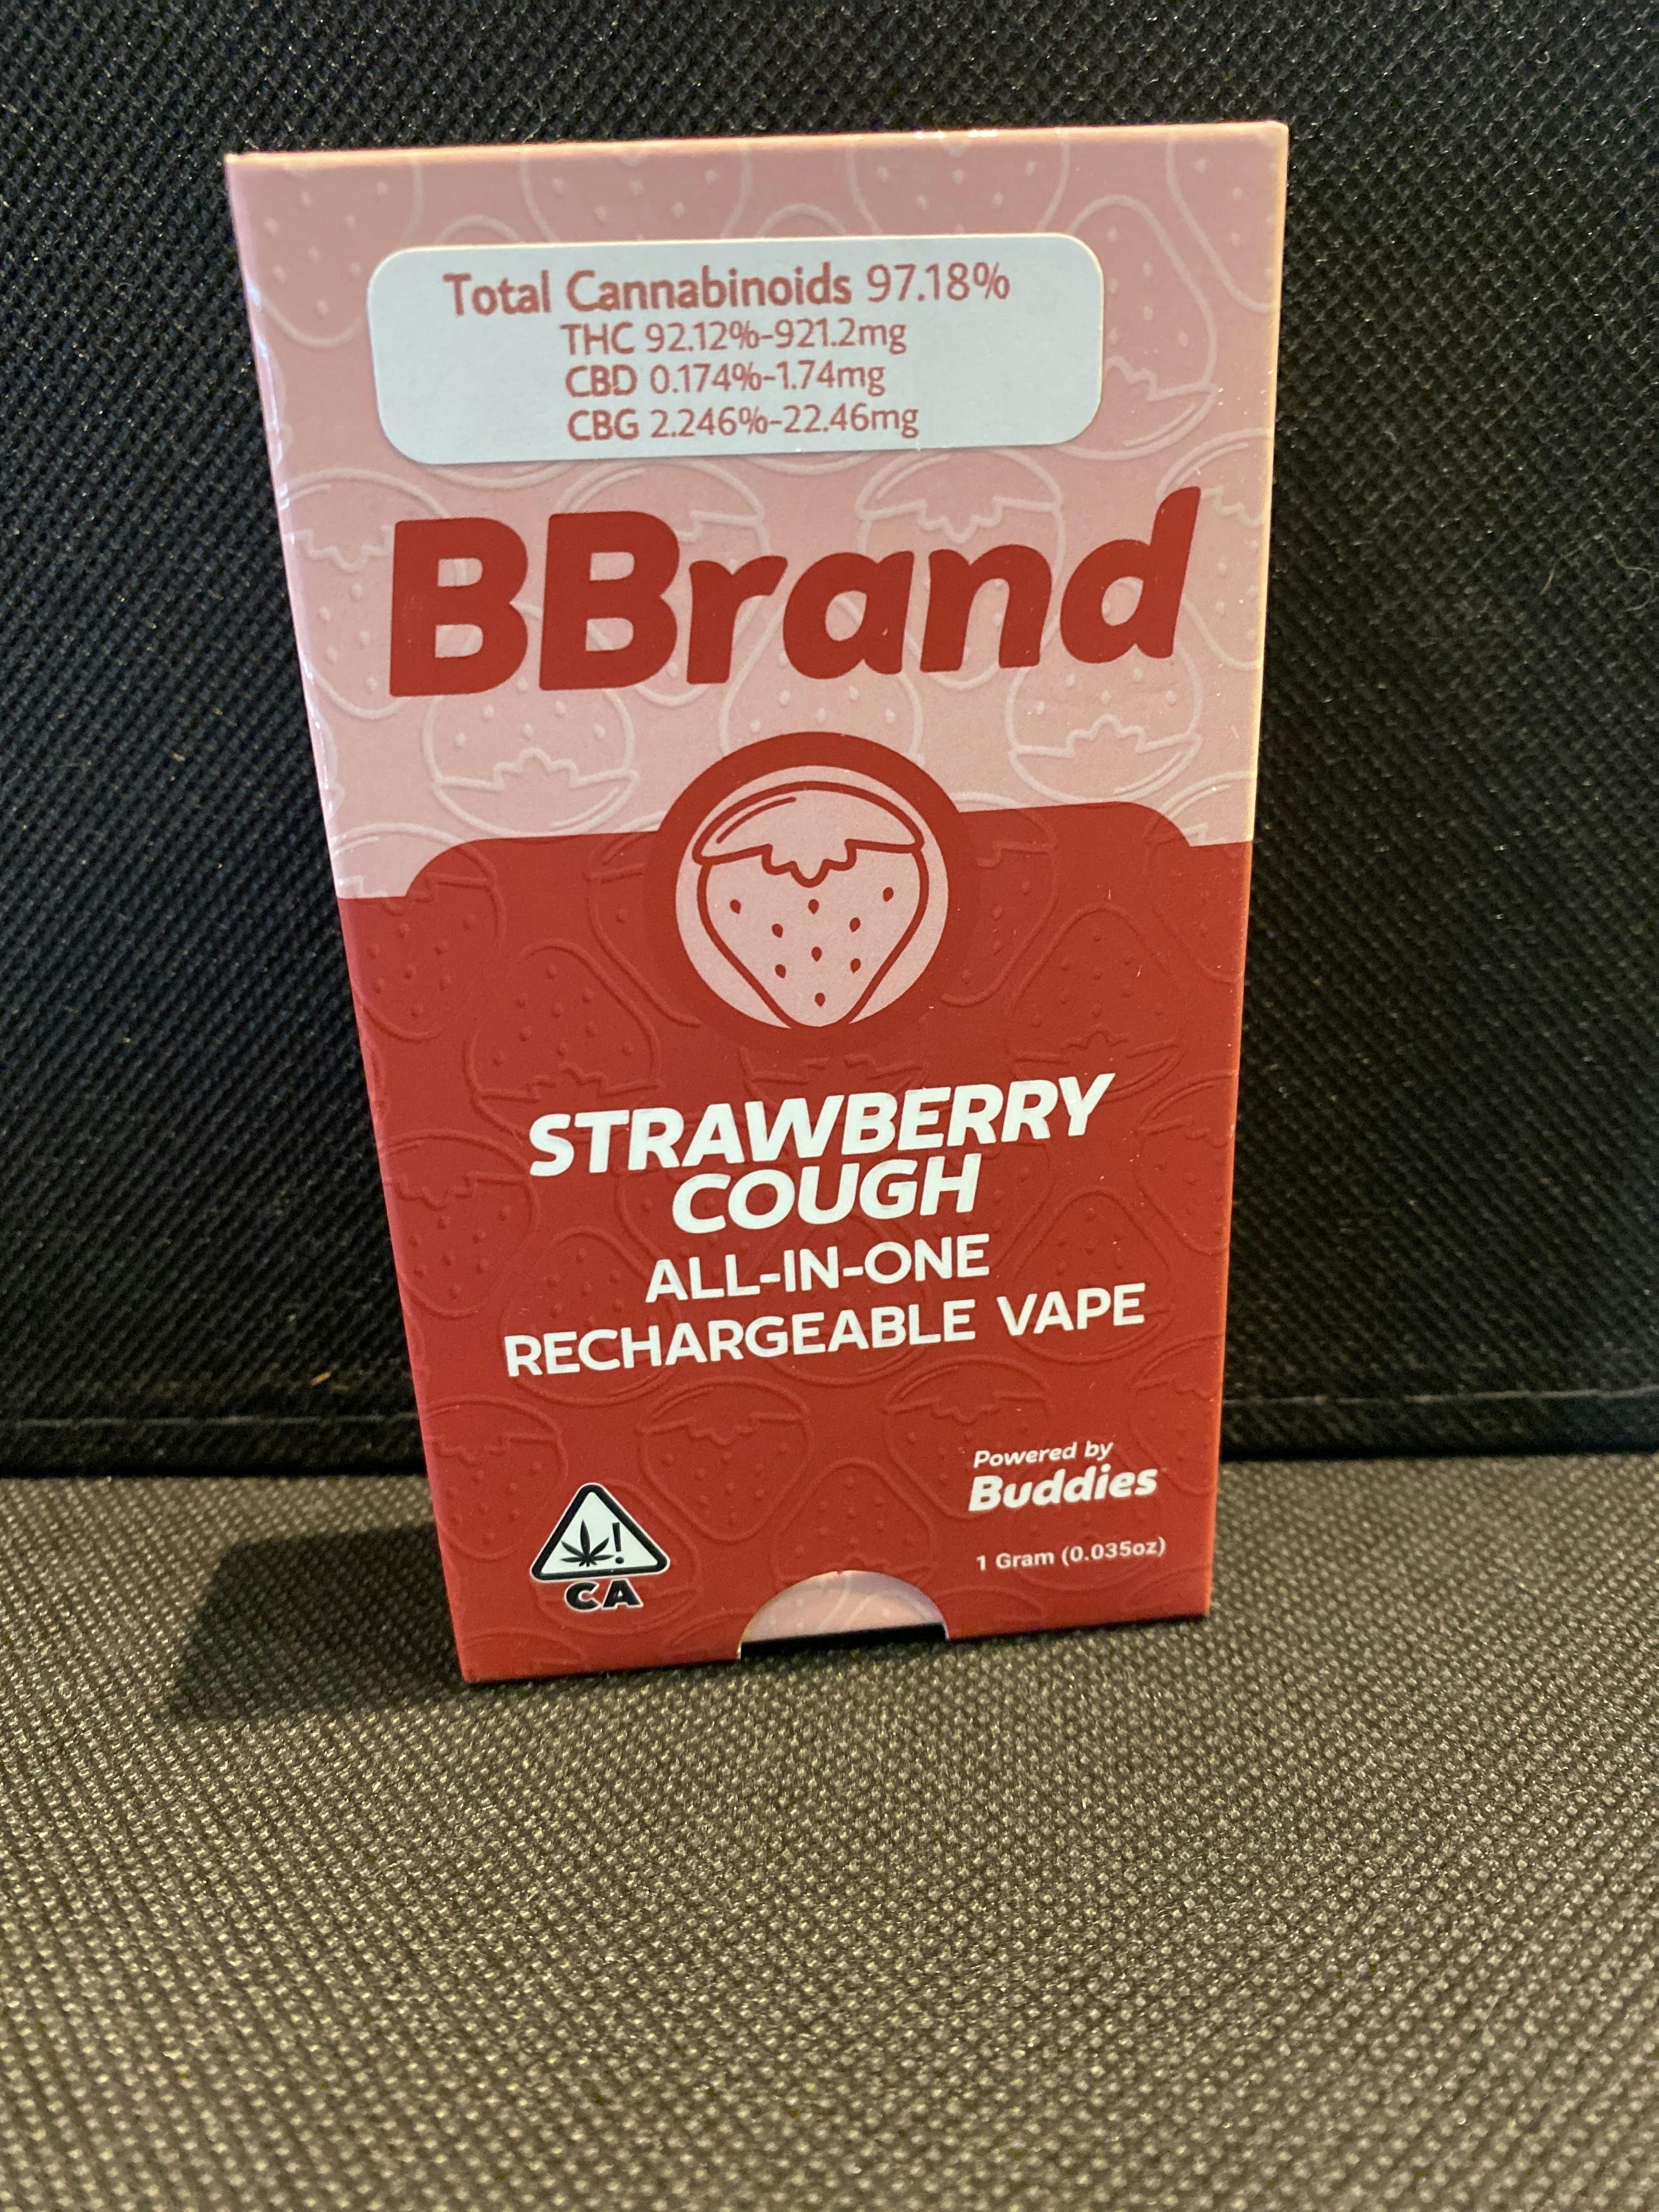 Total Cannabinoids 97.18%
THC 92.12%-921.2mg
CBD 0.174%-1.74mg
CBG 2.246%-22.46mg
BBrand
STRAWBERRY
COUGH
ALL-IN-ONE
RECHARGEABLE VAPE
Powered by
Buddies
1 Gram (0.035oz)
!
CA